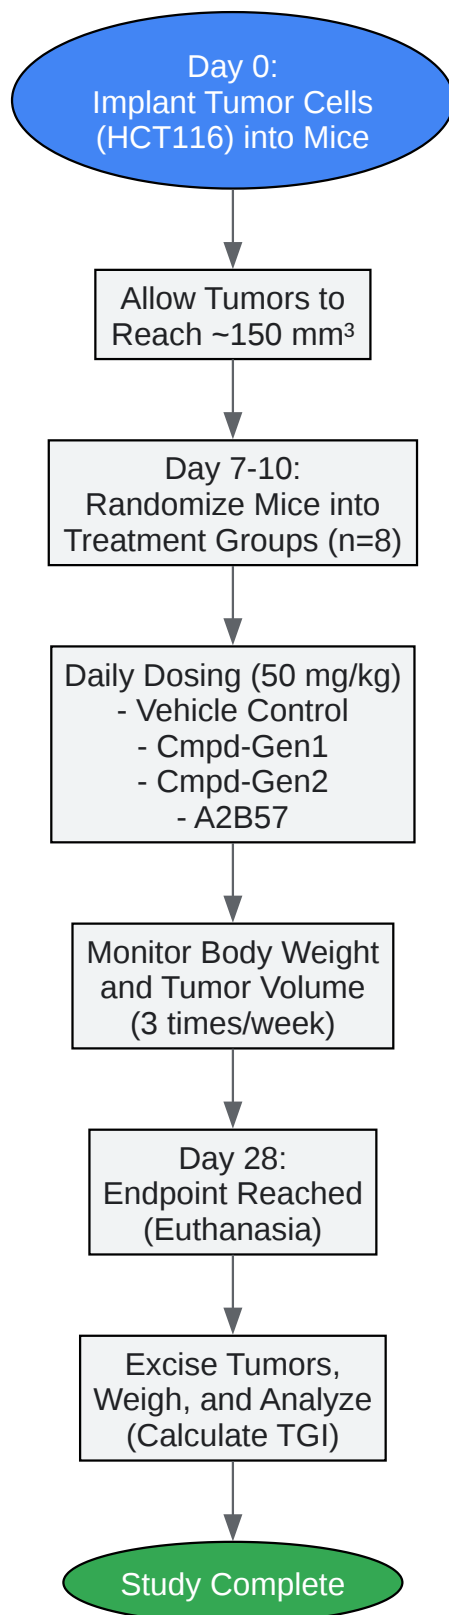 Day 0:
Implant Tumor Cells
(HCT116) into Mice
Allow Tumors to
Reach ~150 mm³
Day 7-10:
Randomize Mice into
Treatment Groups (n=8)
Daily Dosing (50 mg/kg)
- Vehicle Control
- Cmpd-Gen1
- Cmpd-Gen2
- A2B57
Monitor Body Weight
and Tumor Volume
(3 times/week)
Day 28:
Endpoint Reached
(Euthanasia)
Excise Tumors,
Weigh, and Analyze
(Calculate TGI)
Study Complete